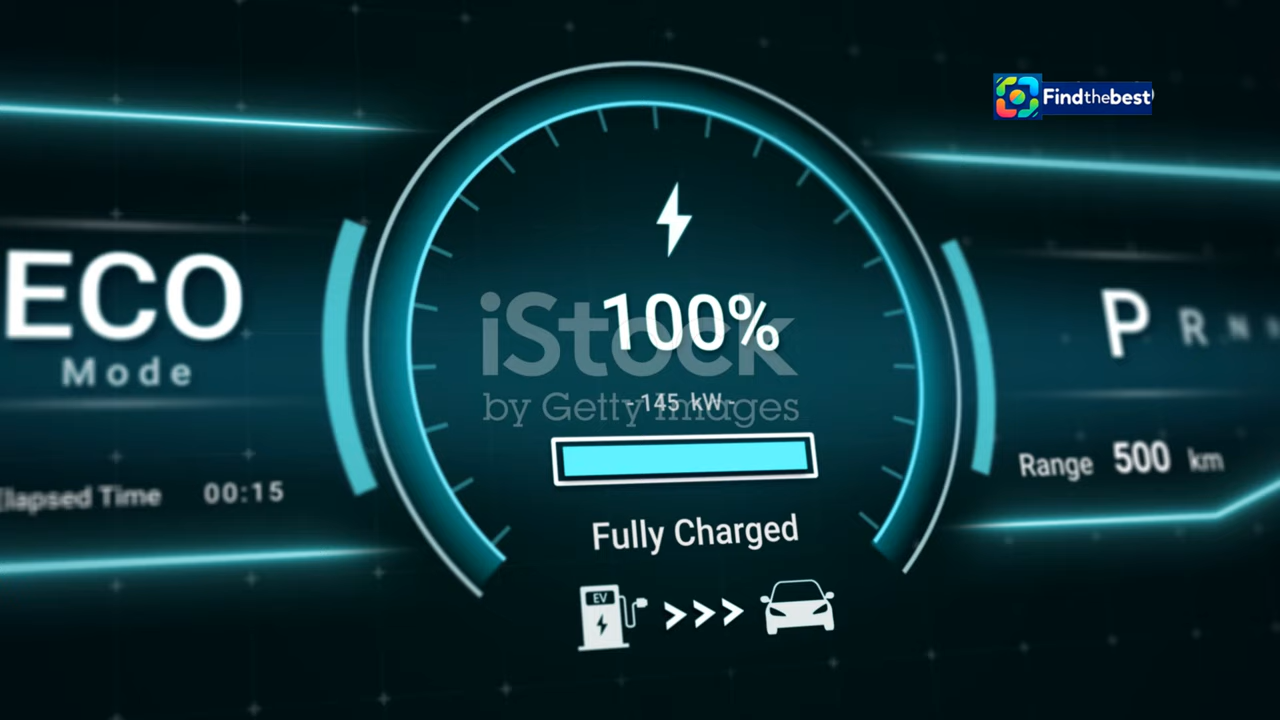 Findthebest
ECO
Mode
Elapsed Time 00:15
100%
iStock
by Getty Images
- 145 kW -
Fully Charged
EV
P R N
Range 500 km